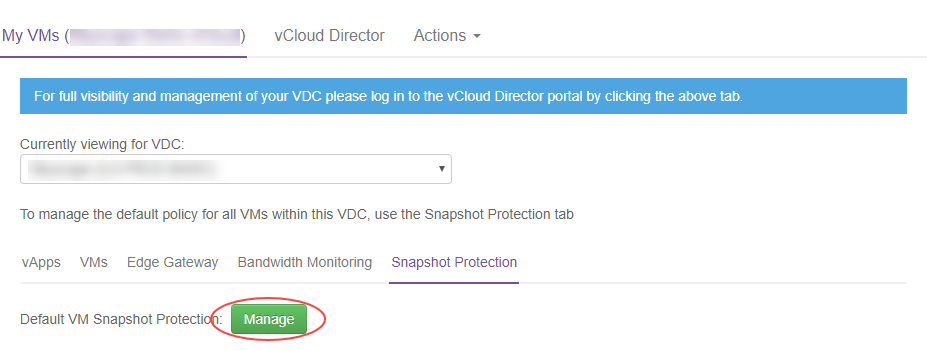 My VMs ( ) vCloud Director Actions
For full visibility and management of your VDC please log in to the vCloud Director portal by clicking the above tab.
Currently viewing for VDC:
To manage the default policy for all VMs within this VDC, use the Snapshot Protection tab
vApps VMs Edge Gateway Bandwidth Monitoring Snapshot Protection
Default VM Snapshot Protection: Manage